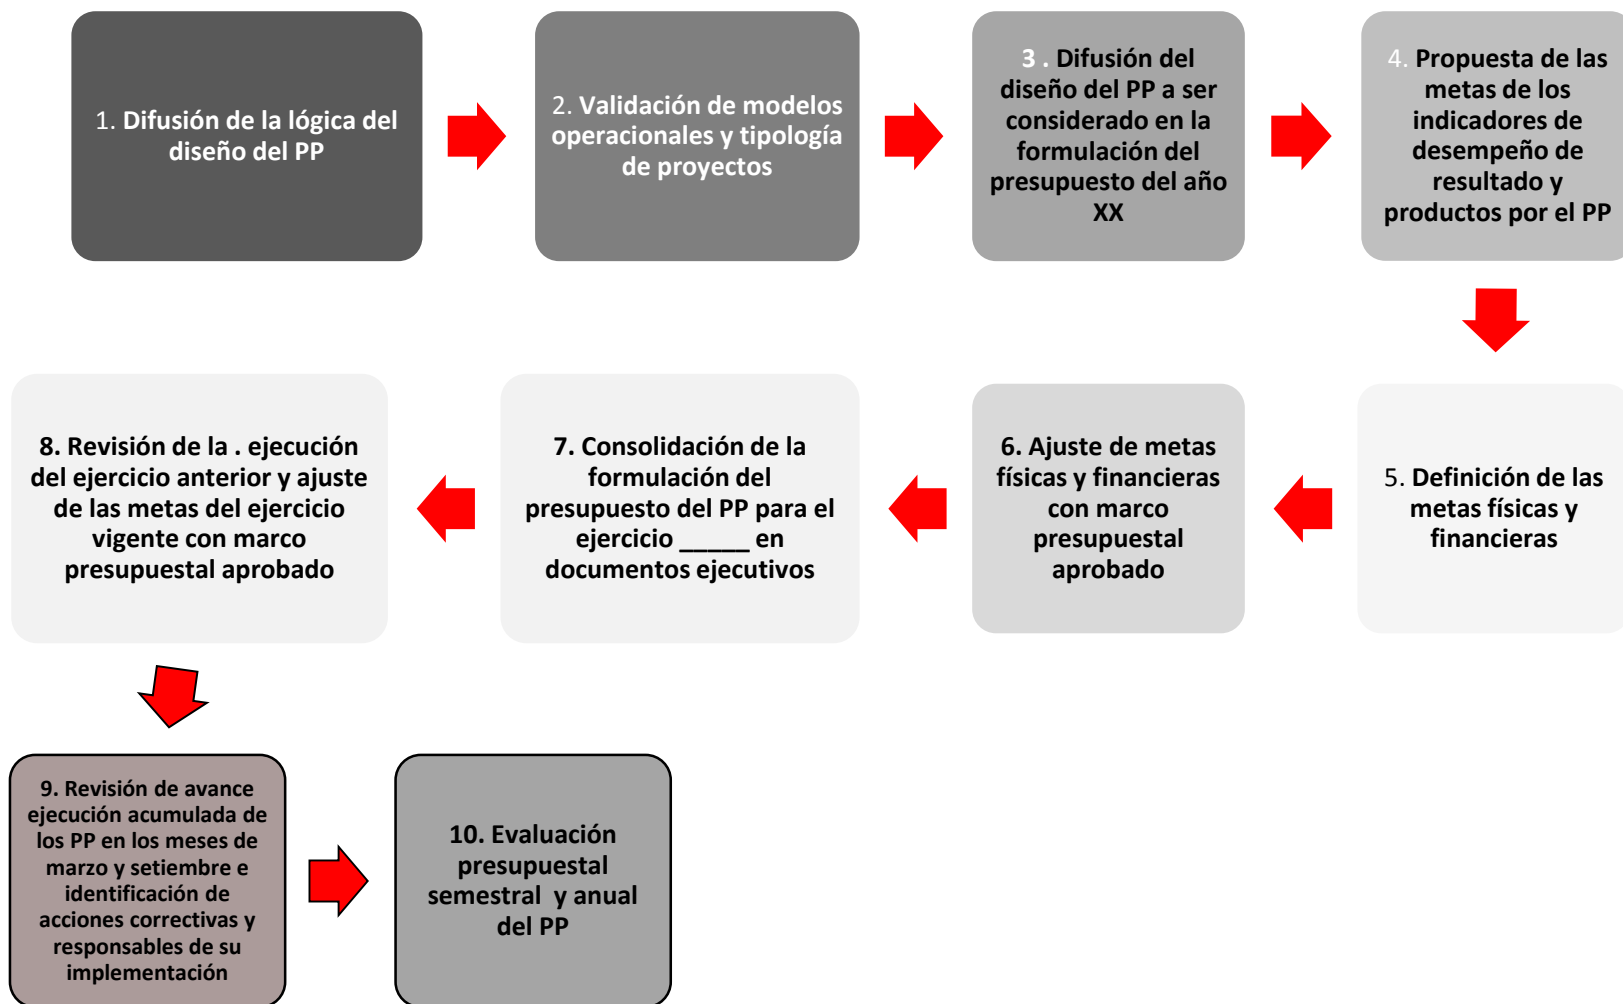 1. Difusión de la lógica del
diseño del PP
2. Validación de modelos
operacionales y tipología
de proyectos
3 . Difusión del
diseño del PP a ser
considerado en la
formulación del
presupuesto del año
XX
4. Propuesta de las
metas de los
indicadores de
desempeño de
resultado y
productos por el PP
5. Definición de las
metas físicas y
financieras
6. Ajuste de metas
físicas y financieras
con marco
presupuestal
aprobado
7. Consolidación de la
formulación del
presupuesto del PP para el
ejercicio _____ en
documentos ejecutivos
8. Revisión de la . ejecución
del ejercicio anterior y ajuste
de las metas del ejercicio
vigente con marco
presupuestal aprobado
9. Revisión de avance
ejecución acumulada de
los PP en los meses de
marzo y setiembre e
identificación de
acciones correctivas y
responsables de su
implementación
10. Evaluación
presupuestal
semestral  y anual
del PP